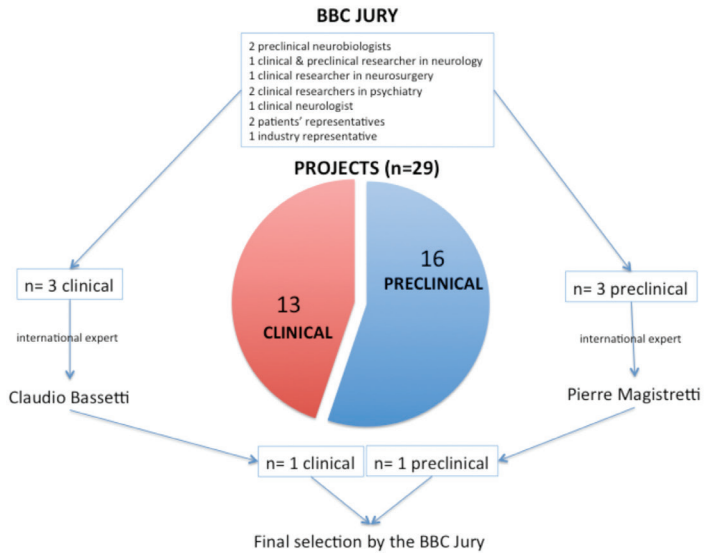 BBC JURY
2 preclinical neurobiologists
1 clinical & preclinical researcher in neurology
1 clinical researcher in neurosurgery
2 clinical researchers in psychiatry
1 clinical neurologist
2 patients' representatives
1 industry representative
PROJECTS (n=29)
16
PRECLINICAL
13
CLINICAL
n= 3 clinical
n= 3 preclinical
international expert
international expert
Claudio Bassetti
Pierre Magistretti
n= 1 clinical
n= 1 preclinical
Final selection by the BBC Jury